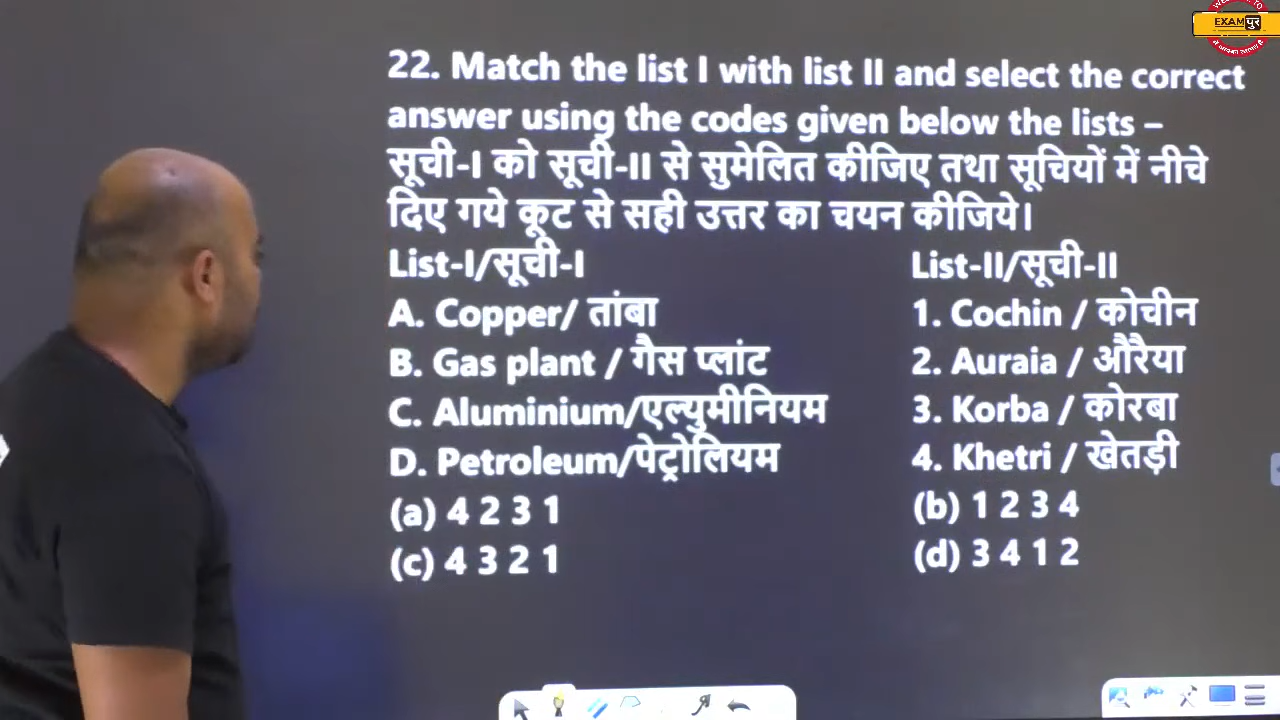 EXAMपुर
22. Match the list I with list II and select the correct
answer using the codes given below the lists –
सूची-I को सूची-II से सुमेलित कीजिए तथा सूचियों में नीचे
दिए गये कूट से सही उत्तर का चयन कीजिये।
List-I/सूची-I List-II/सूची-II
A. Copper/ तांबा 1. Cochin / कोचीन
B. Gas plant / गैस प्लांट 2. Auraia / औरैया
C. Aluminium/एल्युमीनियम 3. Korba / कोरबा
D. Petroleum/पेट्रोलियम 4. Khetri / खेतड़ी
(a) 4 2 3 1 (b) 1 2 3 4
(c) 4 3 2 1 (d) 3 4 1 2